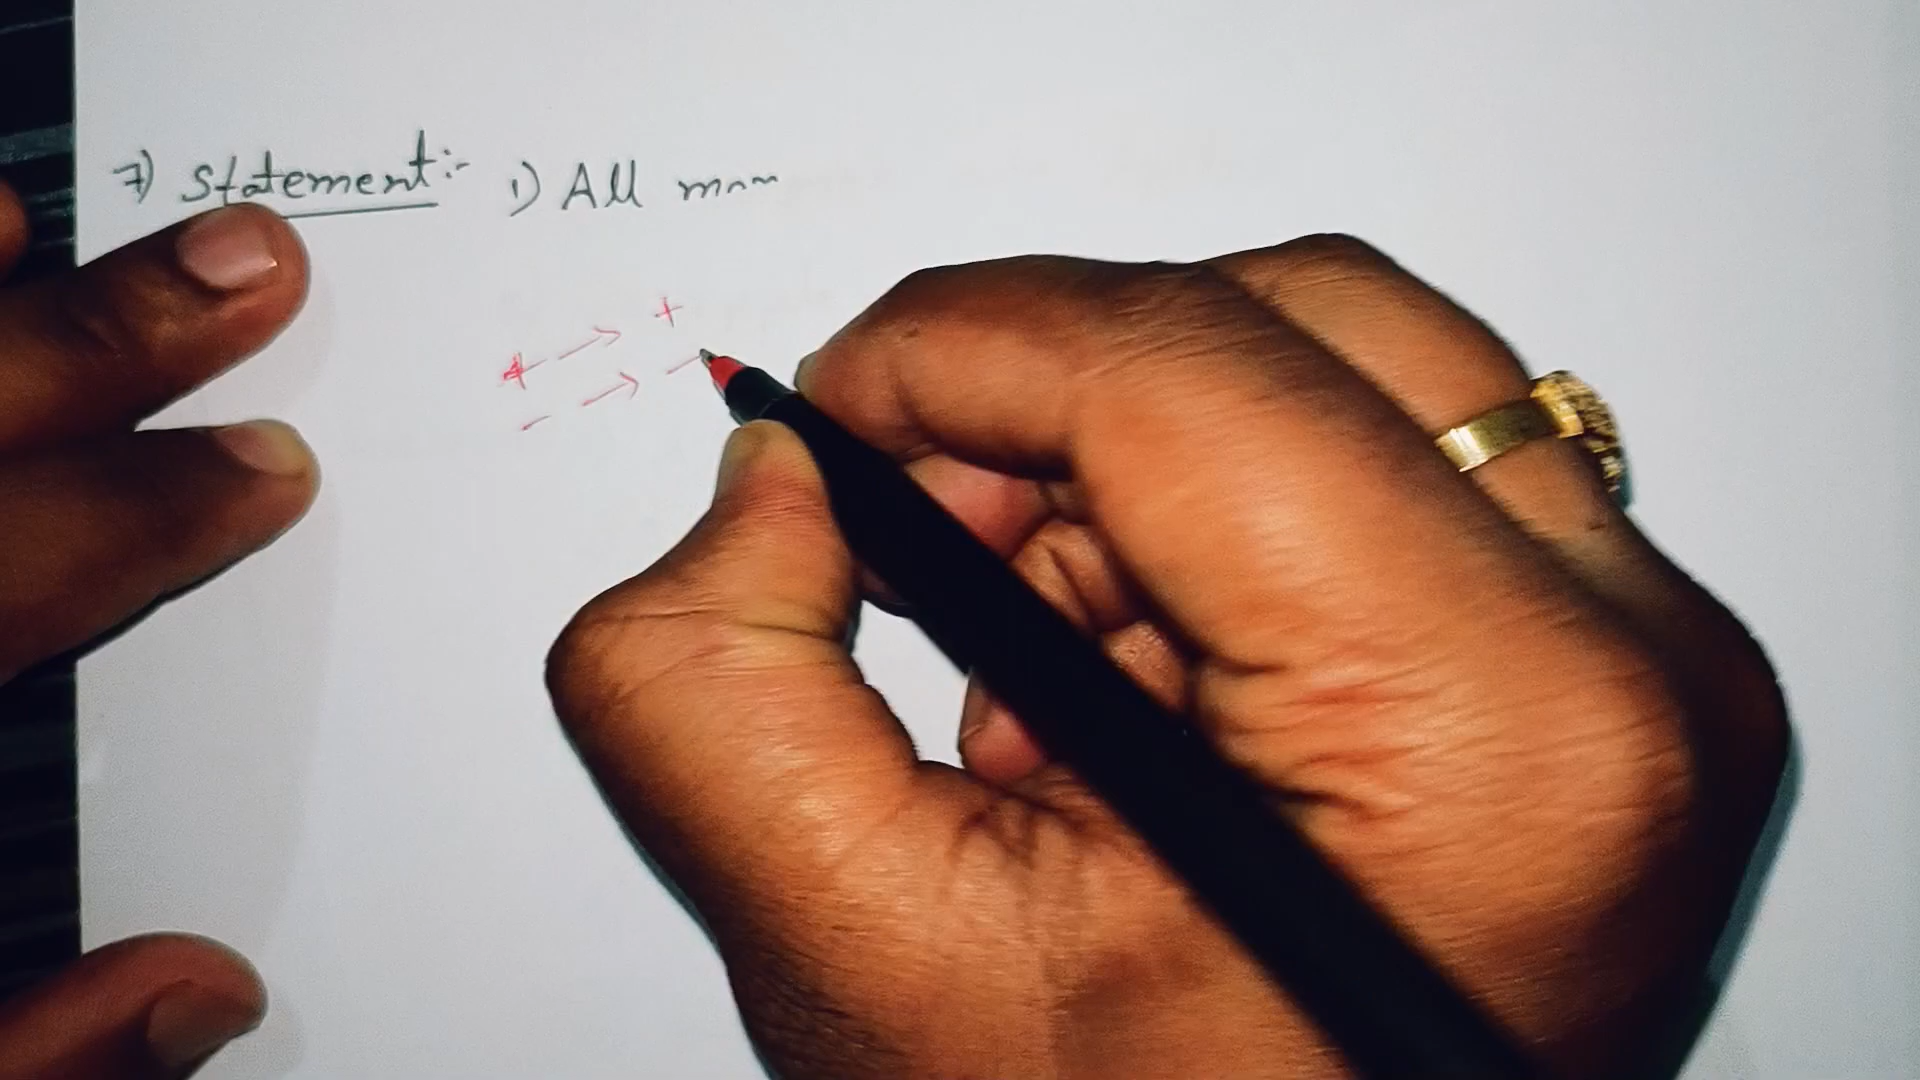 7) Statement:- 1) All
+ → +
- → -